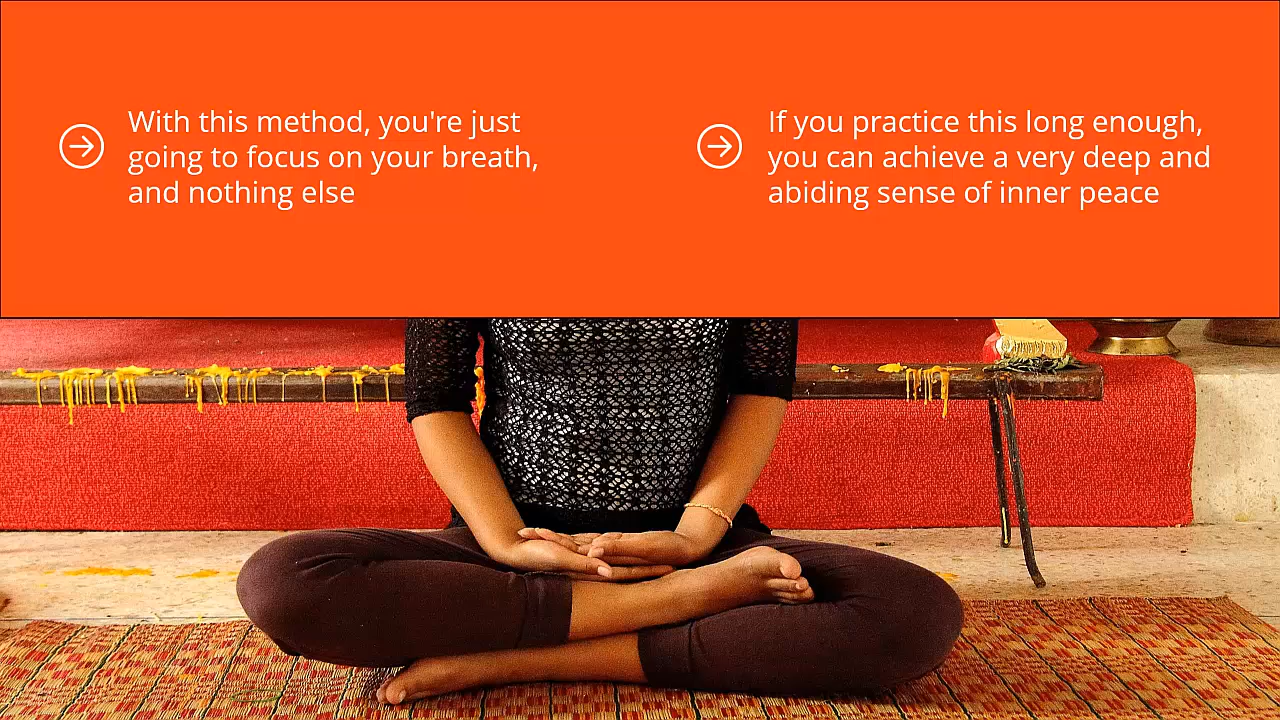 With this method, you're just
going to focus on your breath,
and nothing else
If you practice this long enough,
you can achieve a very deep and
abiding sense of inner peace